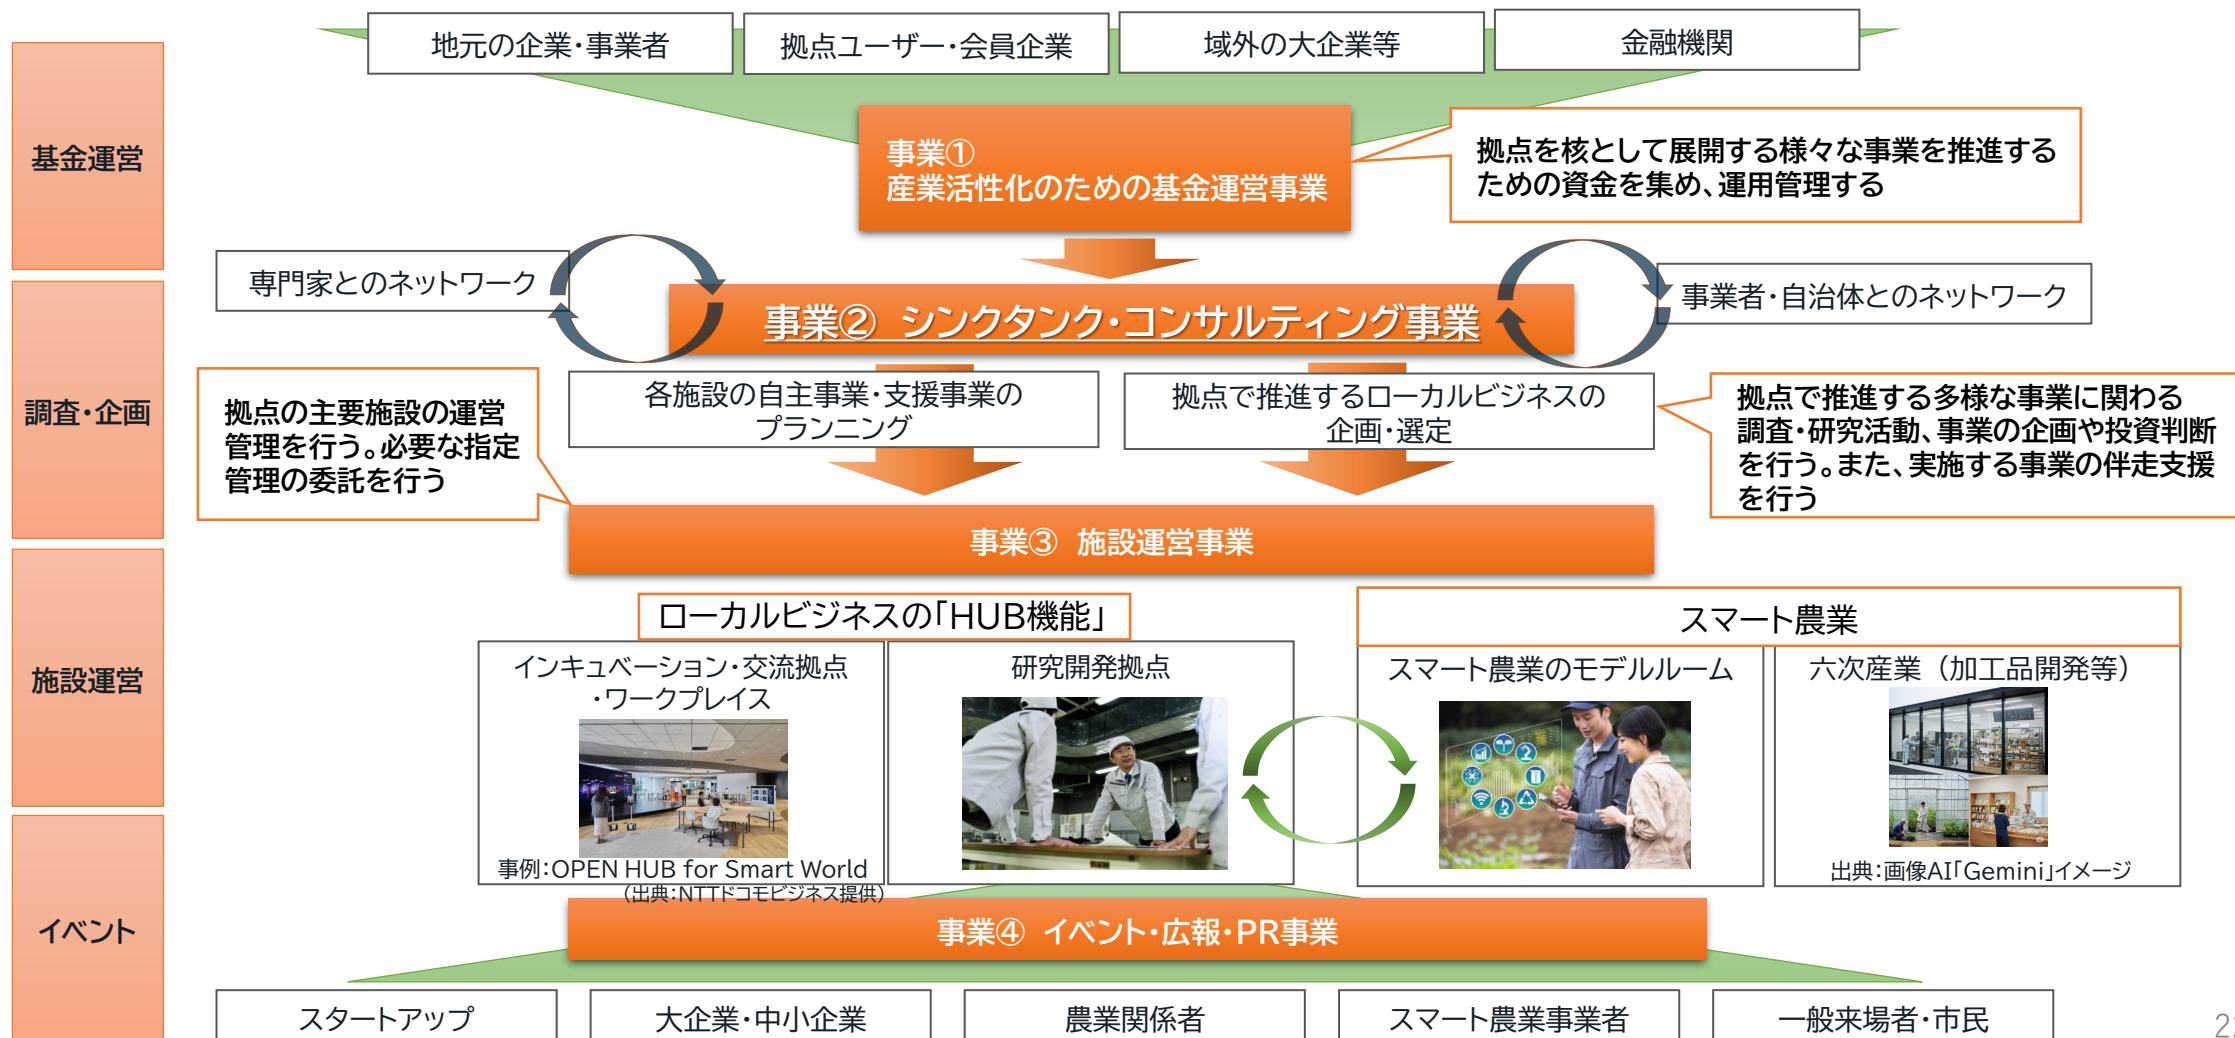 地元の企業・事業者
拠点ユーザー・会員企業
域外の大企業等
金融機関
基金運営
事業①
産業活性化のための基金運営事業
拠点を核として展開する様々な事業を推進する
ための資金を集め、運用管理する
専門家とのネットワーク
事業② シンクタンク・コンサルティング事業
事業者・自治体とのネットワーク
調査・企画
拠点の主要施設の運営
管理を行う。必要な指定
管理の委託を行う
各施設の自主事業・支援事業の
プランニング
拠点で推進するローカルビジネスの
企画・選定
拠点で推進する多様な事業に関わる
調査・研究活動、事業の企画や投資判断
を行う。また、実施する事業の伴走支援
を行う
事業③ 施設運営事業
施設運営
ローカルビジネスの「HUB機能」
スマート農業
インキュベーション・交流拠点
・ワークプレイス
研究開発拠点
スマート農業のモデルルーム
六次産業（加工品開発等）
事例：OPEN HUB for Smart World
（出典：NTTドコモビジネス提供）
出典：画像AI「Gemini」イメージ
イベント
事業④ イベント・広報・PR事業
スタートアップ
大企業・中小企業
農業関係者
スマート農業事業者
一般来場者・市民